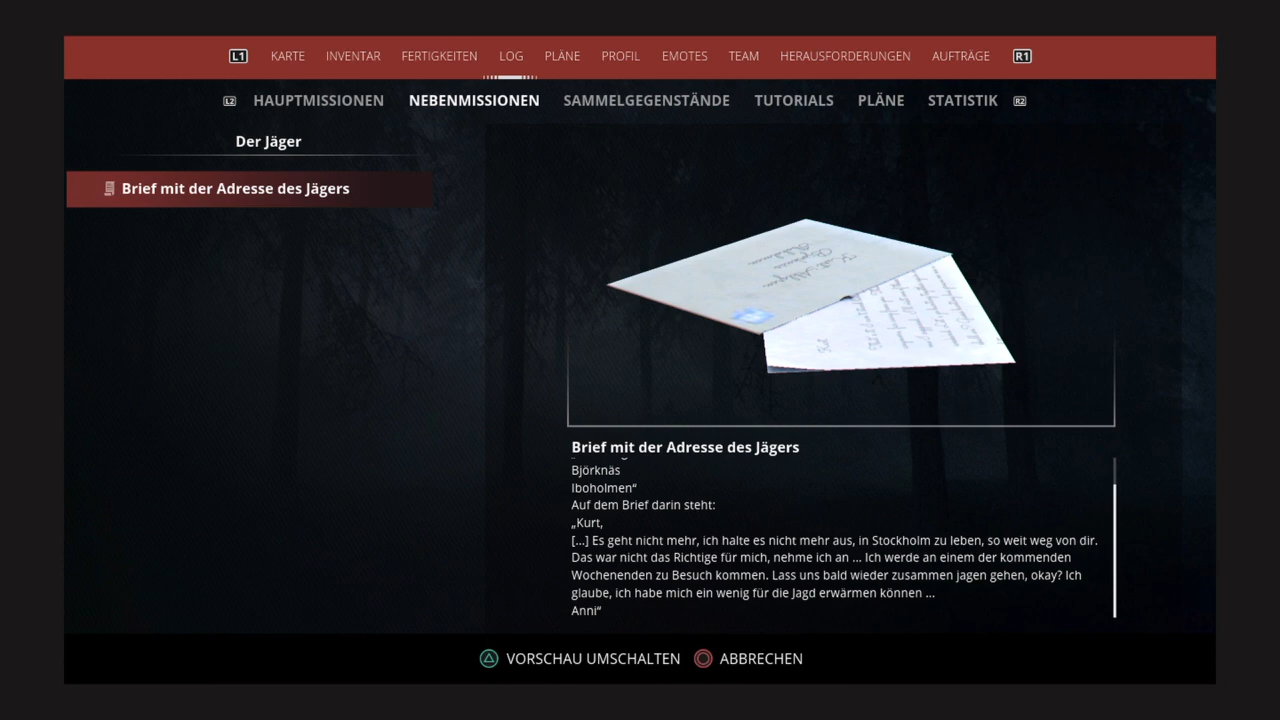 L1 KARTE INVENTAR FERTIGKEITEN LOG PLÄNE PROFIL EMOTES TEAM HERAUSFORDERUNGEN AUFTRÄGE R1
L2 HAUPTMISSIONEN NEBENMISSIONEN SAMMELGEGENSTÄNDE TUTORIALS PLÄNE STATISTIK R2
Der Jäger
Brief mit der Adresse des Jägers
Brief mit der Adresse des Jägers
Björknäs
Iboholmen“
Auf dem Brief darin steht:
„Kurt,
[...] Es geht nicht mehr, ich halte es nicht mehr aus, in Stockholm zu leben, so weit weg von dir.
Das war nicht das Richtige für mich, nehme ich an ... Ich werde an einem der kommenden
Wochenenden zu Besuch kommen. Lass uns bald wieder zusammen jagen gehen, okay? Ich
glaube, ich habe mich ein wenig für die Jagd erwärmen können ...
Anni“
VORSCHAU UMSCHALTEN ABBRECHEN